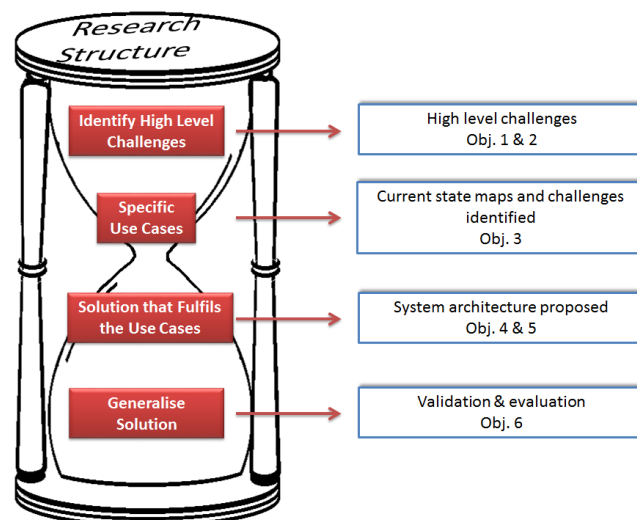 Research
Structure
Identify High Level
Challenges
High level challenges
Obj. 1 & 2
Specific
Use Cases
Current state maps and challenges
identified
Obj. 3
Solution that Fulfils
the Use Cases
System architecture proposed
Obj. 4 & 5
Generalise
Solution
Validation & evaluation
Obj. 6